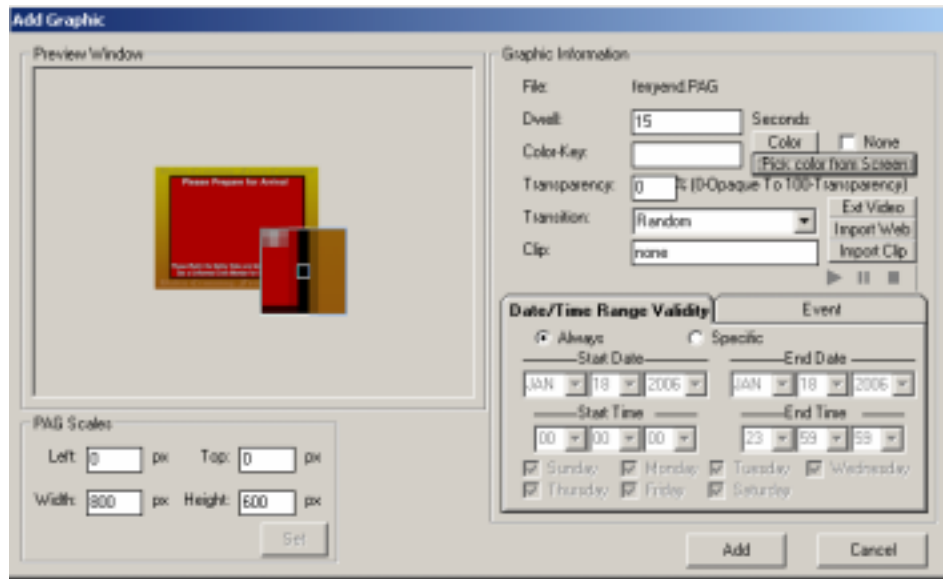 Add Graphic
Preview Window
Please Prepare for Arrival
PAG Scales
Left: 0 px Top: 0 px
Width: 800 px Height: 600 px
Set
Graphic Information
File: ferryend.PAG
Dwell: 15 Seconds
Color-Key: Color None
Pick color from Screen
Transparency: 0 % (0-Opaque To 100-Transparency)
Transition: Random
Ext Video
Import Web
Clip: none
Import Clip
Date/Time Range Validity Event
Always Specific
Start Date End Date
JAN 18 2006 JAN 18 2006
Start Time End Time
00 00 00 23 59 59
Sunday Monday Tuesday Wednesday
Thursday Friday Saturday
Add Cancel